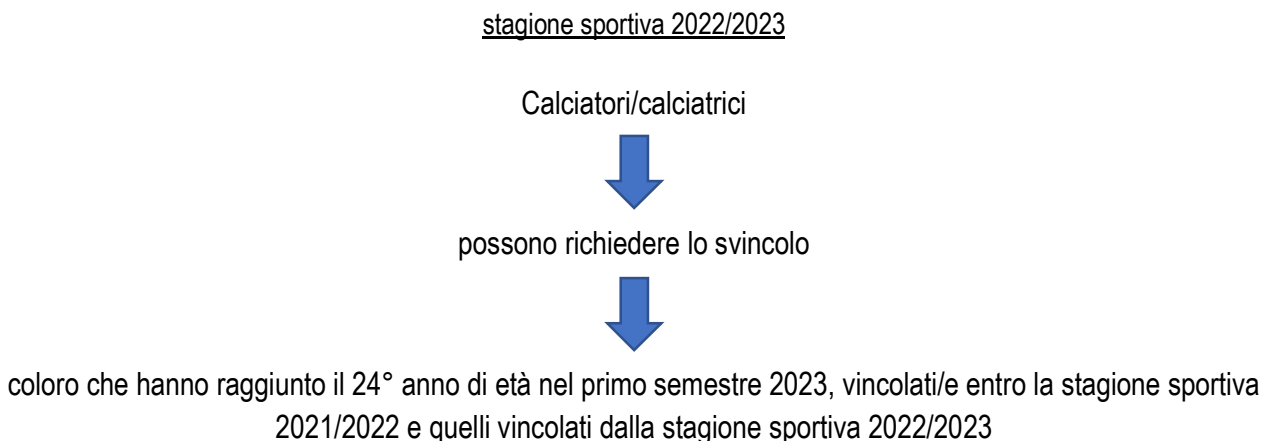 stagione sportiva 2022/2023
Calciatori/calciatrici
possono richiedere lo svincolo
coloro che hanno raggiunto il 24° anno di età nel primo semestre 2023, vincolati/e entro la stagione sportiva
2021/2022 e quelli vincolati dalla stagione sportiva 2022/2023